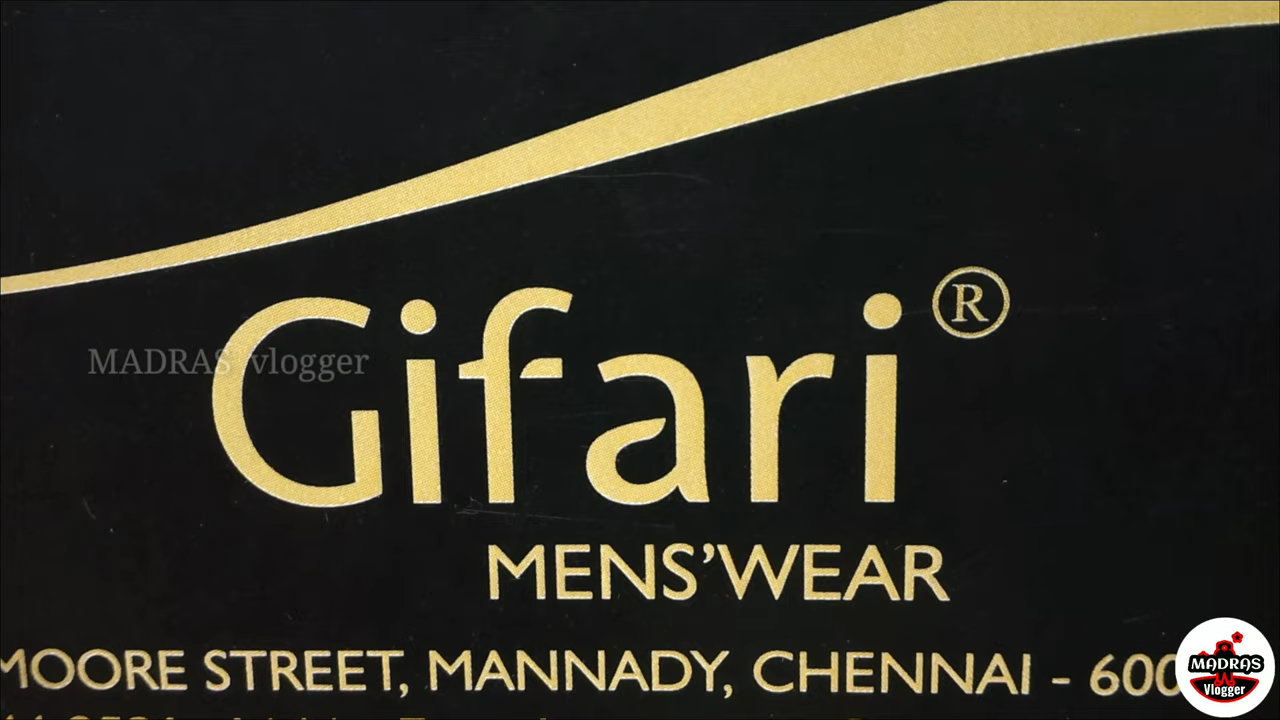 Gifari ®
MADRAS vlogger
MENS’WEAR
MOORE STREET, MANNADY, CHENNAI - 600
MADRAS
Vlogger